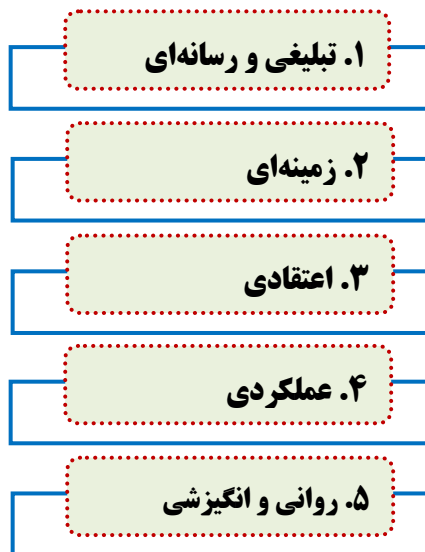 ۱. تبلیغی و رسانه‌ای
۲. زمینه‌ای
۳. اعتقادی
۴. عملکردی
۵. روانی و انگیزشی